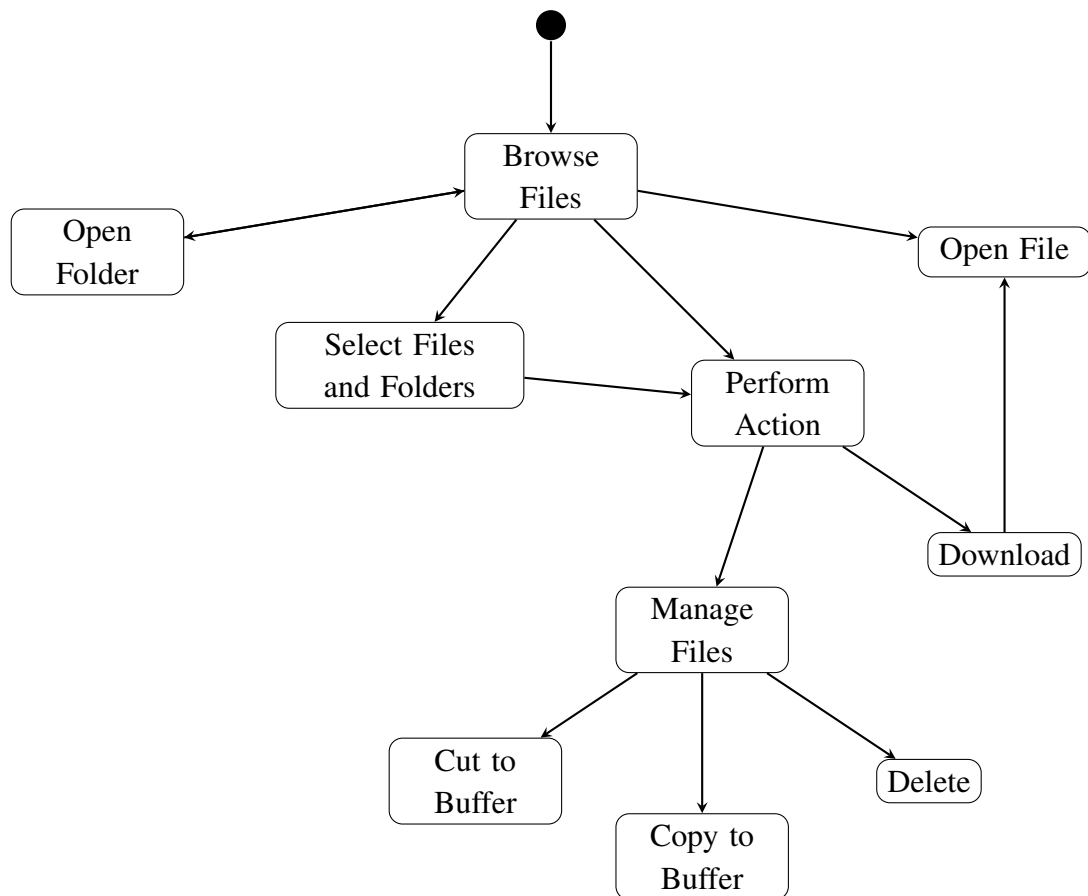 Browse
Files
Open
Folder
Open File
Select Files
and Folders
Perform
Action
Download
Manage
Files
Cut to
Buffer
Delete
Copy to
Buffer